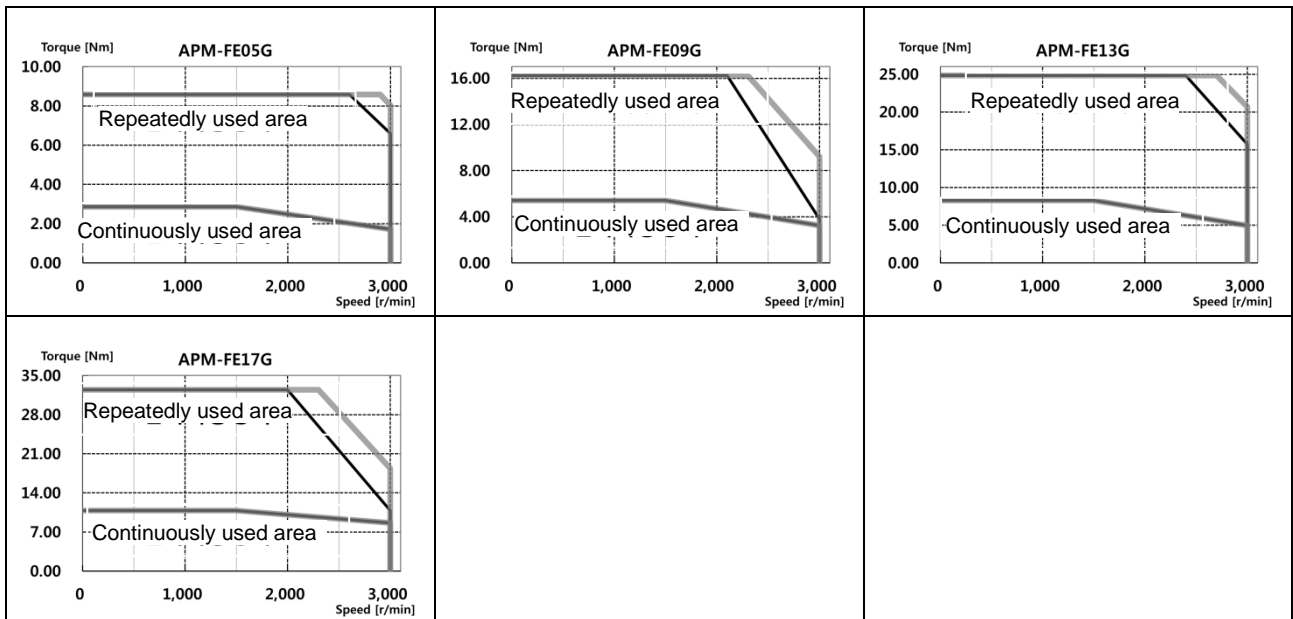 Torque [Nm] APM-FE05G
10.00
8.00
Repeatedly used area
6.00
4.00
2.00
Continuously used area
0.00
0 1,000 2,000 3,000
Speed [r/min]
Torque [Nm] APM-FE09G
16.00
Repeatedly used area
12.00
8.00
4.00
Continuously used area
0.00
0 1,000 2,000 3,000
Speed [r/min]
Torque [Nm] APM-FE13G
25.00
Repeatedly used area
20.00
15.00
10.00
5.00
Continuously used area
0.00
0 1,000 2,000 3,000
Speed [r/min]
Torque [Nm] APM-FE17G
35.00
28.00
Repeatedly used area
21.00
14.00
7.00
Continuously used area
0.00
0 1,000 2,000 3,000
Speed [r/min]